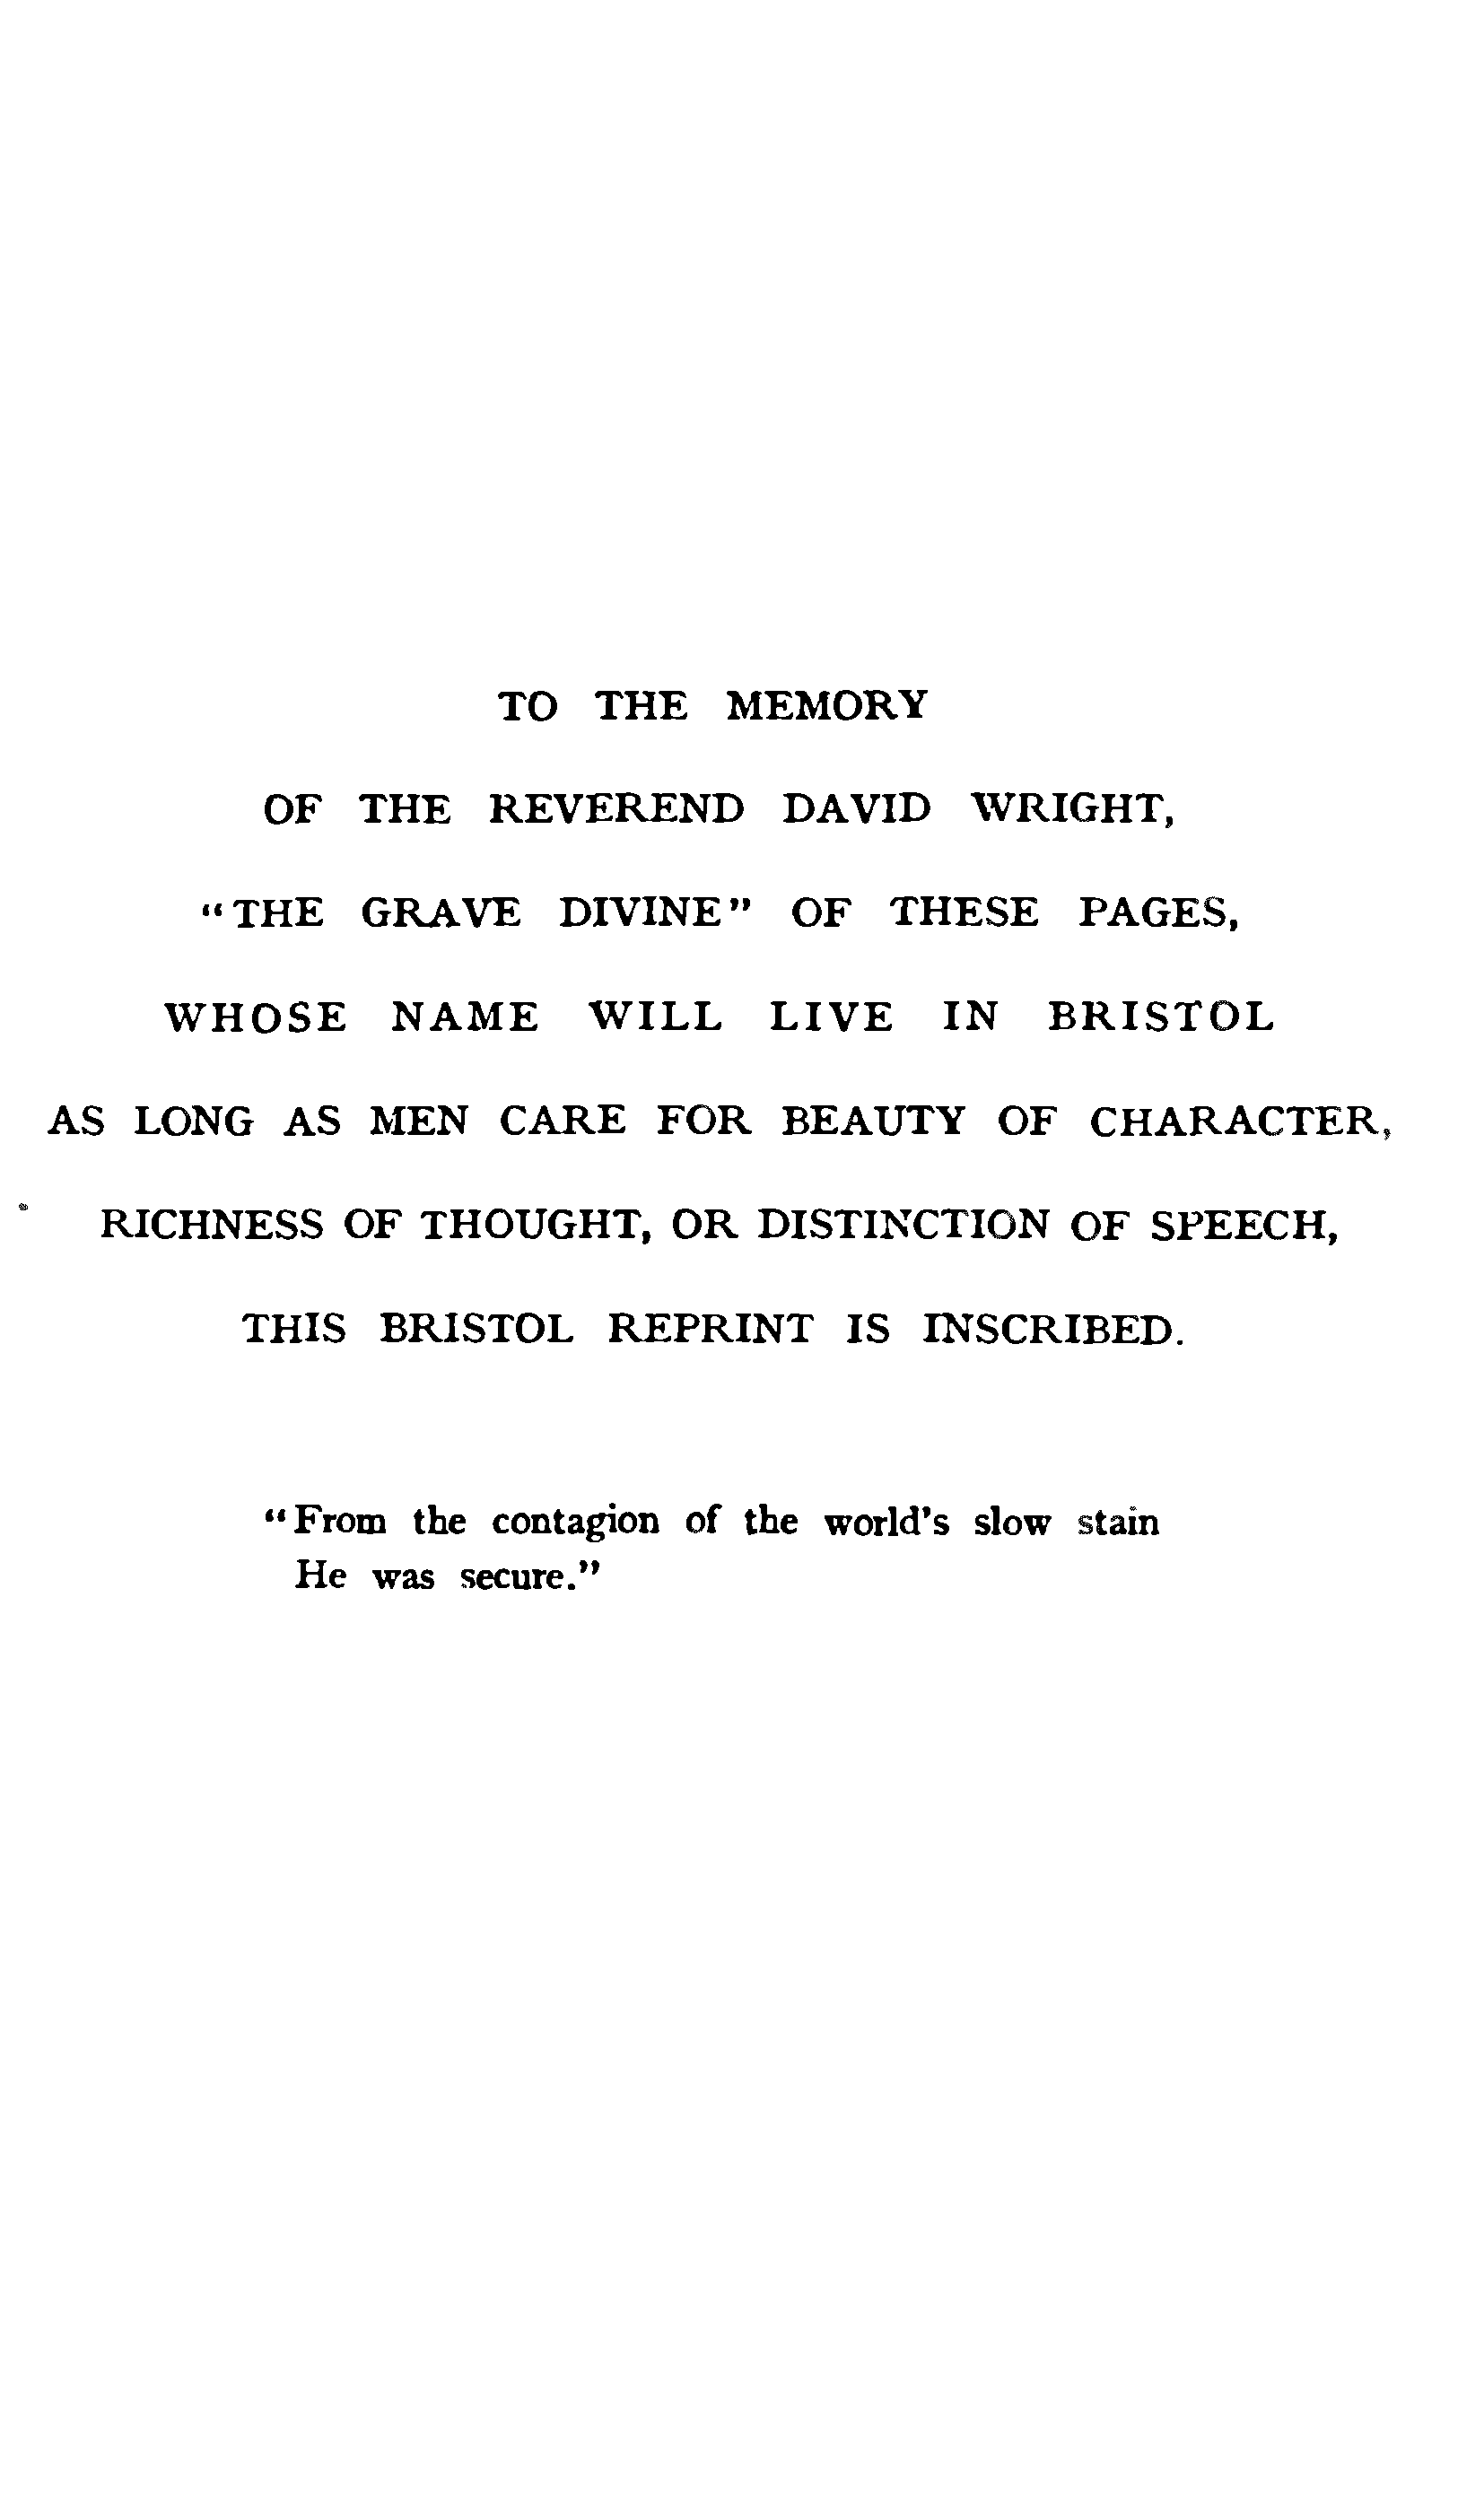 TO THE MEMORY
OF THE REVEREND DAVID WRIGHT,
"THE GRAVE DIVINE" OF THESE PAGES,
WHOSE NAME WILL LIVE IN BRISTOL
AS LONG AS MEN CARE FOR BEAUTY OF CHARACTER,
RICHNESS OF THOUGHT, OR DISTINCTION OF SPEECH,
THIS BRISTOL REPRINT IS INSCRIBED.
"From the contagion of the world's slow stain
He was secure."